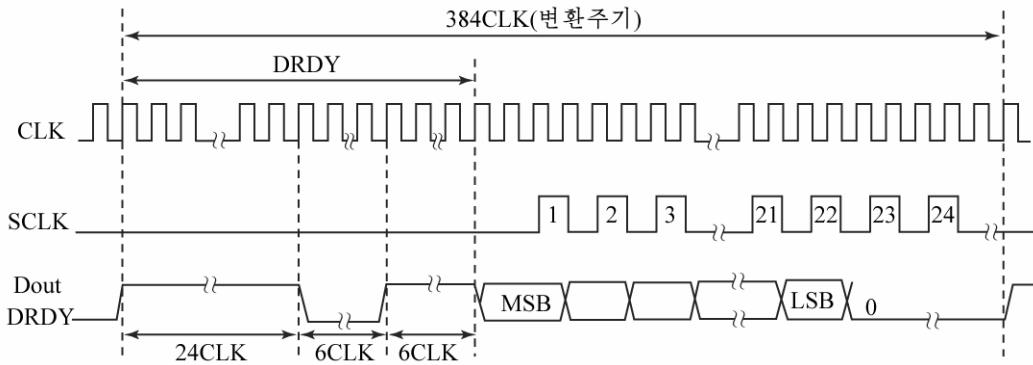 384CLK(변환주기)
DRDY
CLK
SCLK
1 2 3 21 22 23 24
Dout
DRDY
MSB LSB 0
24CLK 6CLK 6CLK